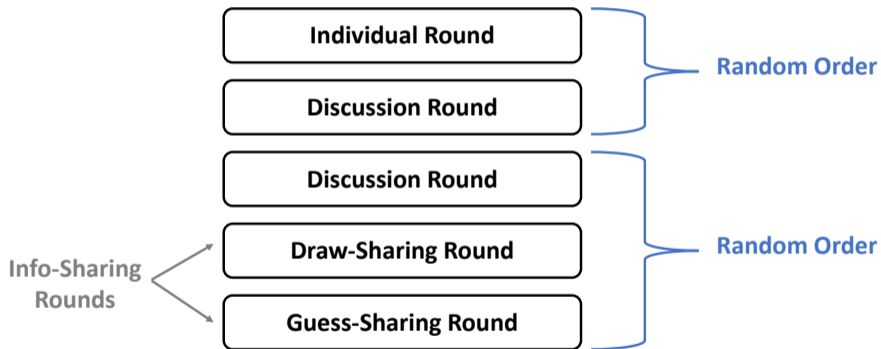 Individual Round
Random Order
Discussion Round
Discussion Round
Draw-Sharing Round
Random Order
Info-Sharing
Rounds
Guess-Sharing Round